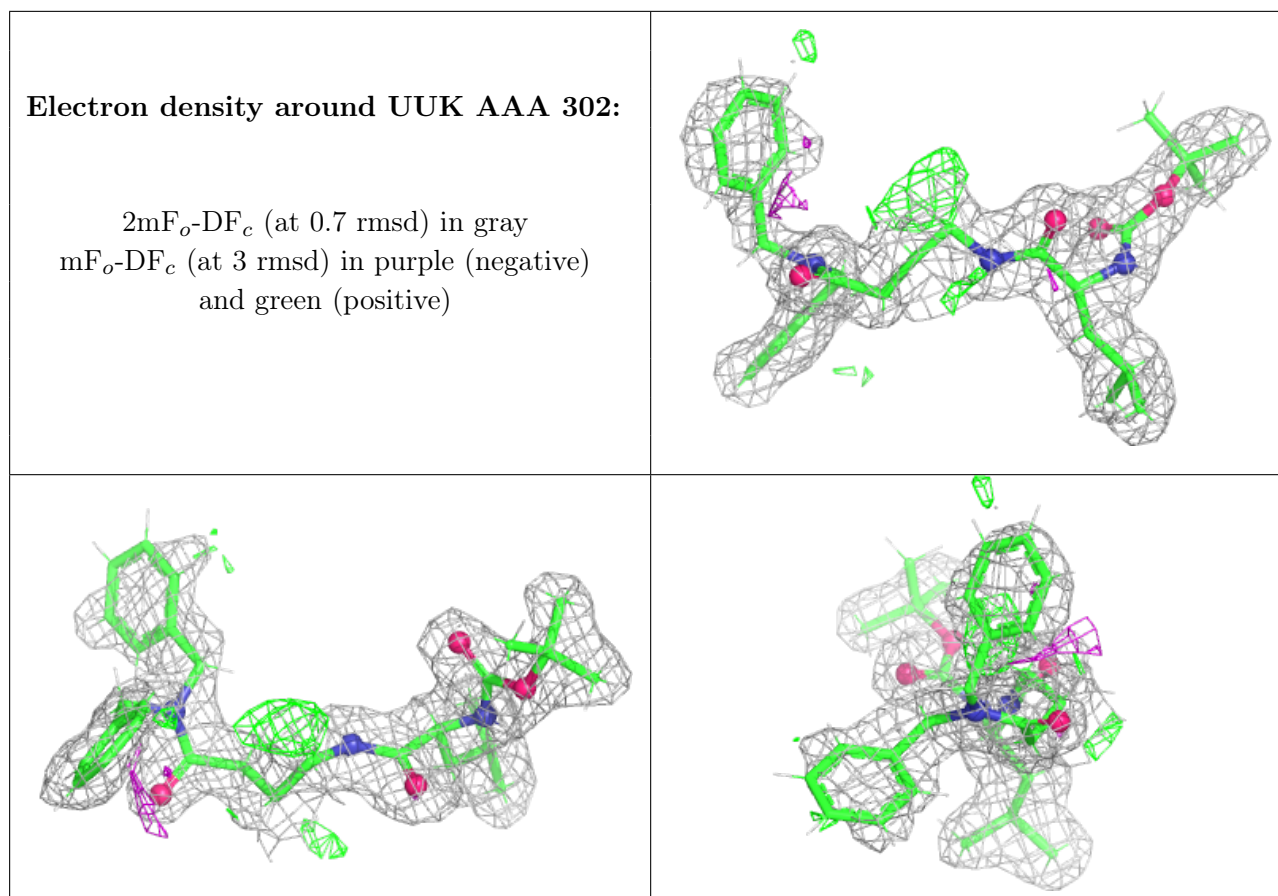 Electron density around UUK AAA 302:
2mFo-DFc (at 0.7 rmsd) in gray
mFo-DFc (at 3 rmsd) in purple (negative)
and green (positive)